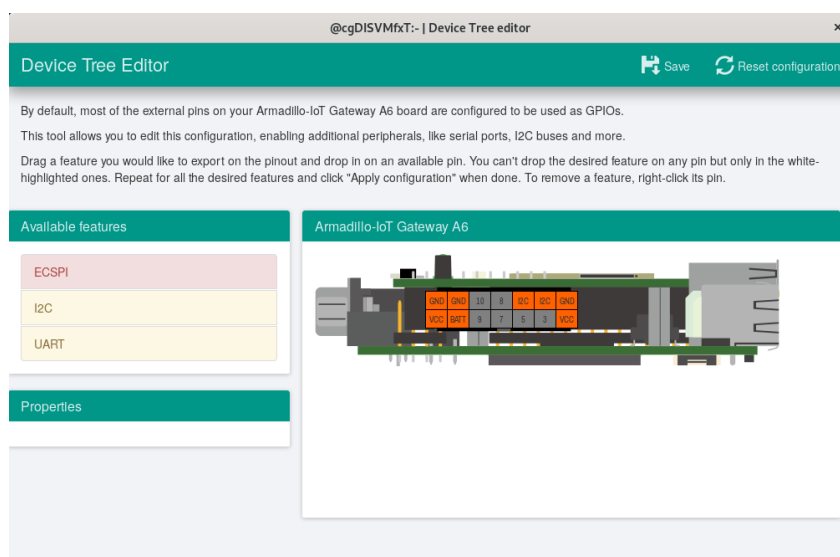 @cgDISVMfxT:~ | Device Tree editor ×
Device Tree Editor
Save
Reset configuration
By default, most of the external pins on your Armadillo-IoT Gateway A6 board are configured to be used as GPIOs.
This tool allows you to edit this configuration, enabling additional peripherals, like serial ports, I2C buses and more.
Drag a feature you would like to export on the pinout and drop in on an available pin. You can't drop the desired feature on any pin but only in the white-
highlighted ones. Repeat for all the desired features and click "Apply configuration" when done. To remove a feature, right-click its pin.
Available features
ECSPI
I2C
UART
Properties
Armadillo-IoT Gateway A6
GND GND 10 8 I2C I2C GND
VCC BATT 9 7 5 3 VCC